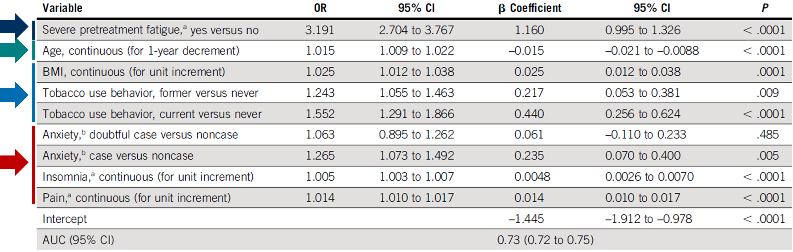 Variable OR 95% CI β Coefficient 95% CI P
Severe pretreatment fatigue,a yes versus no 3.191 2.704 to 3.767 1.160 0.995 to 1.326 < .0001
Age, continuous (for 1-year decrement) 1.015 1.009 to 1.022 –0.015 –0.021 to –0.0088 < .0001
BMI, continuous (for unit increment) 1.025 1.012 to 1.038 0.025 0.012 to 0.038 .0001
Tobacco use behavior, former versus never 1.243 1.055 to 1.463 0.217 0.053 to 0.381 .009
Tobacco use behavior, current versus never 1.552 1.291 to 1.866 0.440 0.256 to 0.624 < .0001
Anxiety,b doubtful case versus noncase 1.063 0.895 to 1.262 0.061 –0.110 to 0.233 .485
Anxiety,b case versus noncase 1.265 1.073 to 1.492 0.235 0.070 to 0.400 .005
Insomnia,a continuous (for unit increment) 1.005 1.003 to 1.007 0.0048 0.0026 to 0.0070 < .0001
Pain,a continuous (for unit increment) 1.014 1.010 to 1.017 0.014 0.010 to 0.017 < .0001
Intercept –1.445 –1.912 to –0.978 < .0001
AUC (95% CI) 0.73 (0.72 to 0.75)